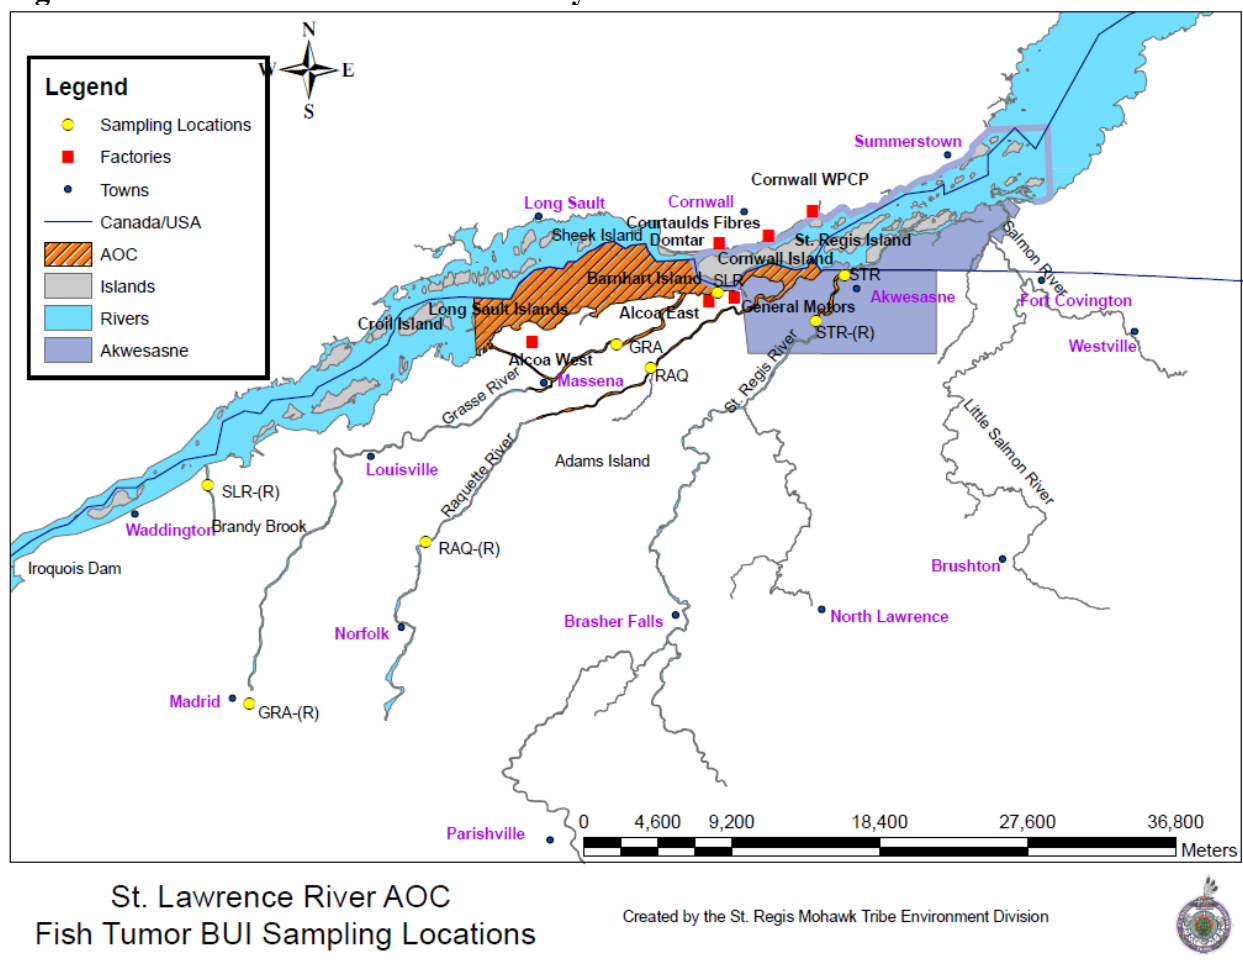 N
W
E
S
Legend
Sampling Locations
Factories
Towns
Canada/USA
AOC
Islands
Rivers
Akwesasne
Summerstown
Cornwall WPCP
Long Sault
Cornwall
Courtaulds Fibres
Sheek Island
Domtar
St. Regis Island
Cornwall Island
Barnhart Island
SLR
STR
Salmon River
Akwesasne
Fort Covington
Long Sault Islands
Alcoa East
General Motors
Croil Island
STR-(R)
Westville
GRA
Alcoa West
RAQ
Massena
Grasse River
St. Regis River
Little Salmon River
Louisville
Adams Island
Raquette River
SLR-(R)
Waddington
Brandy Brook
RAQ-(R)
Iroquois Dam
Brushton
Brasher Falls
North Lawrence
Norfolk
Madrid
GRA-(R)
Parishville
0 4,600 9,200 18,400 27,600 36,800
Meters
St. Lawrence River AOC
Fish Tumor BUI Sampling Locations
Created by the St. Regis Mohawk Tribe Environment Division